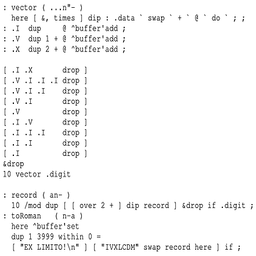 : vector ( ...n"- )
here [ &, times ] dip : .data ` swap ` + ` @ ` do ` ; ;
: .I dup @ ^buffer'add ;
: .V dup 1 + @ ^buffer'add ;
: .X dup 2 + @ ^buffer'add ;
[ .I .X drop ]
[ .V .I .I .I drop ]
[ .V .I .I drop ]
[ .V .I drop ]
[ .V drop ]
[ .I .V drop ]
[ .I .I .I drop ]
[ .I .I drop ]
[ .I drop ]
&drop
10 vector .digit
: record ( an- )
10 /mod dup [ [ over 2 + ] dip record ] &drop if .digit ;
: toRoman ( n-a )
here ^buffer'set
dup 1 3999 within 0 =
[ "EX LIMITO!\n" ] [ "IVXLCDM" swap record here ] if ;